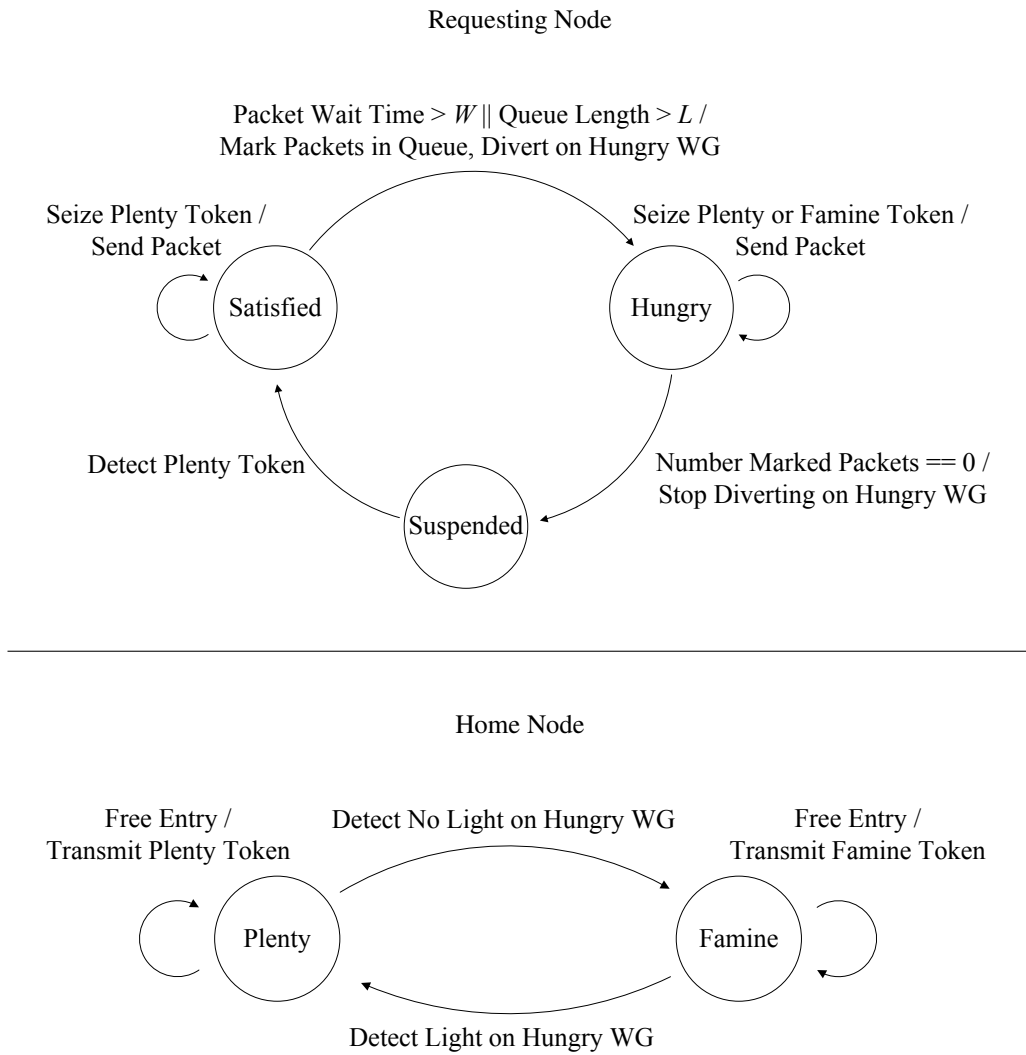 Requesting Node
Packet Wait Time > W || Queue Length > L /
Mark Packets in Queue, Divert on Hungry WG
Seize Plenty Token /
Send Packet
Seize Plenty or Famine Token /
Send Packet
Satisfied
Hungry
Detect Plenty Token
Number Marked Packets == 0 /
Stop Diverting on Hungry WG
Suspended
Home Node
Free Entry /
Transmit Plenty Token
Detect No Light on Hungry WG
Free Entry /
Transmit Famine Token
Plenty
Famine
Detect Light on Hungry WG